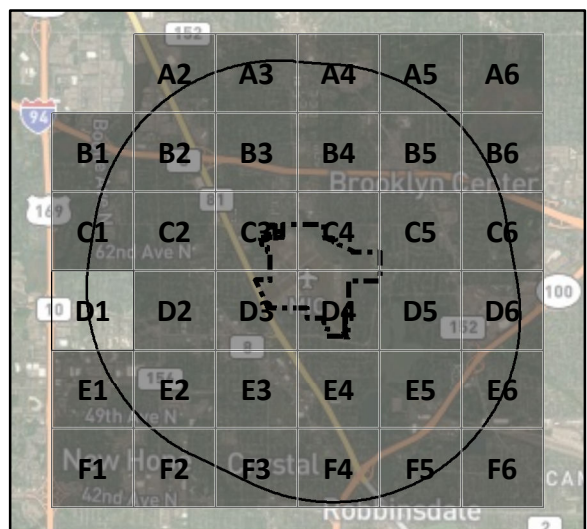 152
A2 A3 A4 A5 A6
94
B1 B2 B3 B4 B5 B6
Brooklyn Center
169
81
C1 C2 C3 C4 C5 C6
62nd Ave N
100
10
D1 D2 D3 D4 D5 D6
152
8
E1 E2 E3 E4 E5 E6
156
49th Ave N
New Hope Crystal
F1 F2 F3 F4 F5 F6
42nd Ave N
Robbinsdale
2